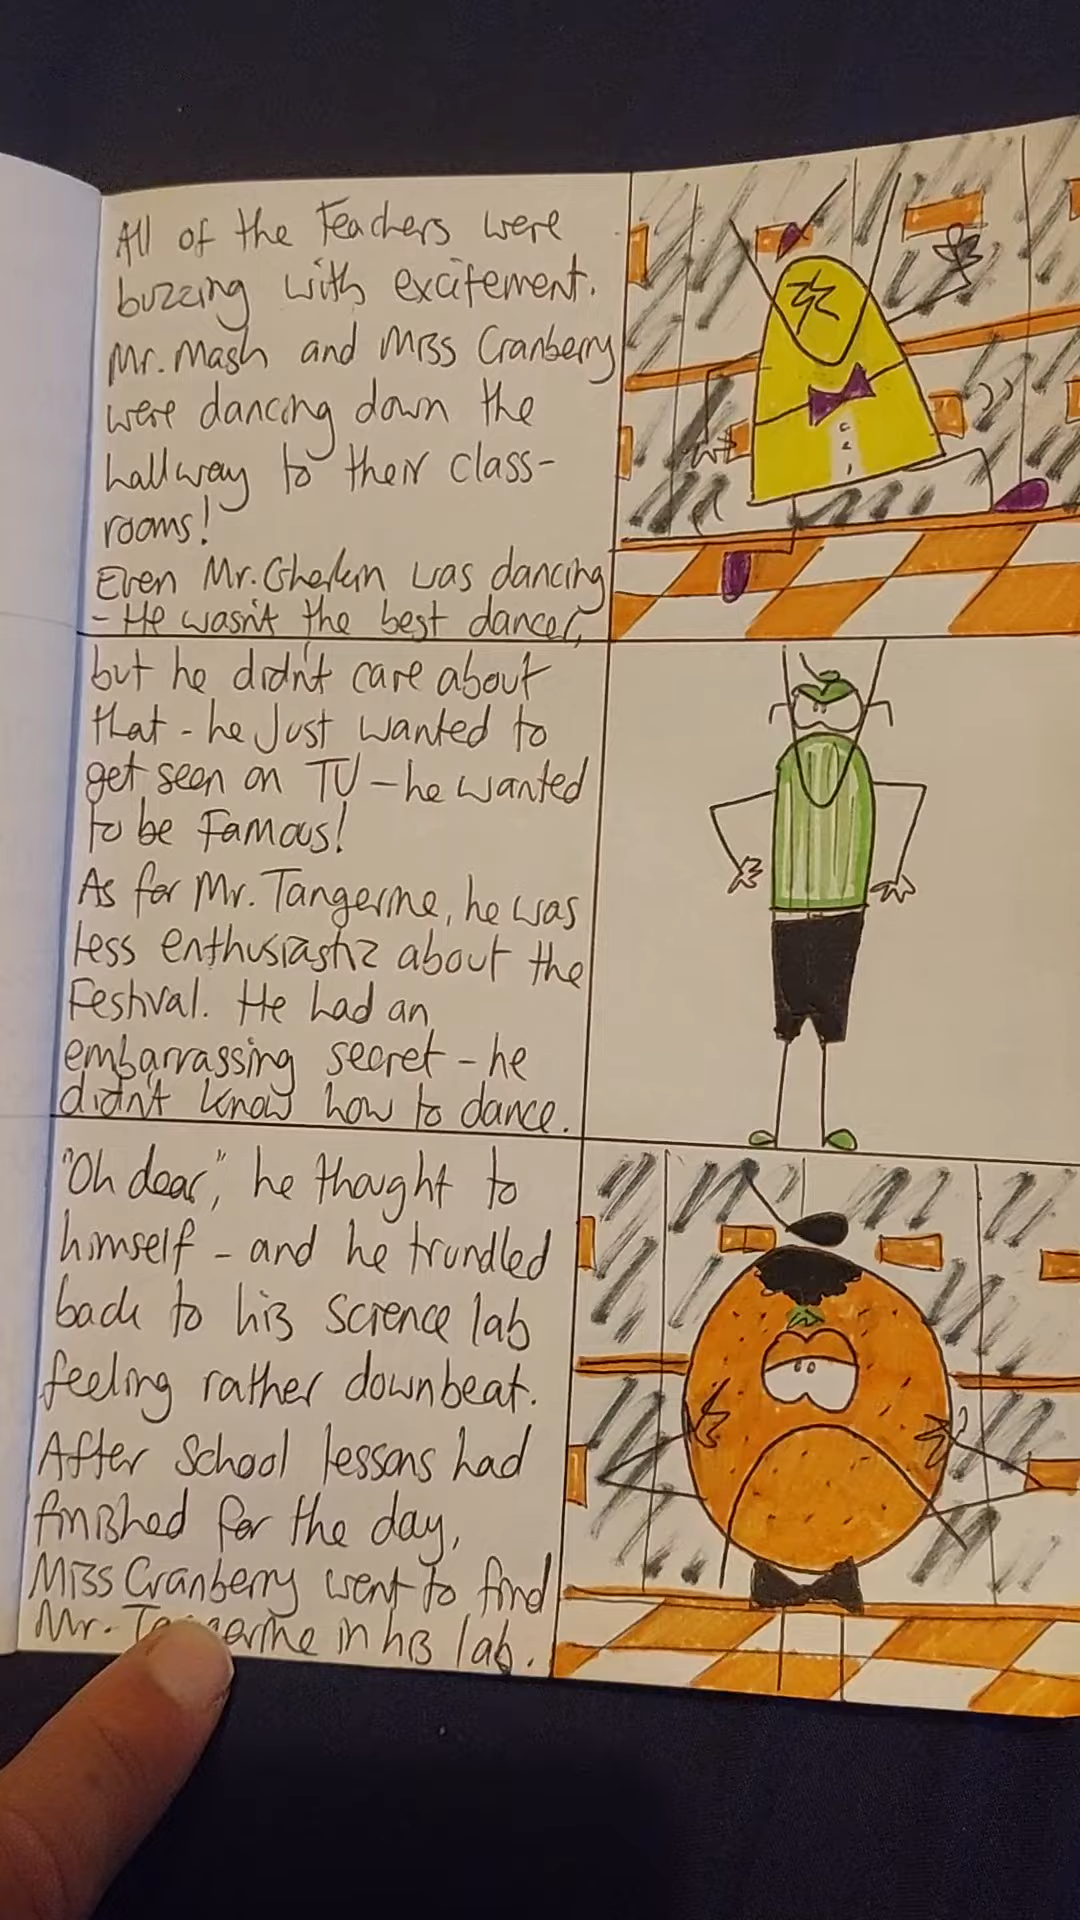 All of the Teachers were
buzzing with excitement.
Mr. Mash and Miss Cranberry
were dancing down the
hallway to their class-
rooms!
Even Mr. Gherkin was dancing
- He wasn't the best dancer,
but he didn't care about
that - he Just wanted to
get seen on TV - he wanted
to be Famous!
As for Mr. Tangerine, he was
less enthusiastic about the
Festival. He had an
embarrassing secret - he
didn't know how to dance.
"Oh dear," he thought to
himself - and he trundled
back to his science lab
feeling rather downbeat.
After School lessons had
finished for the day,
Miss Cranberry went to find
Mr. Tangerine in his lab.